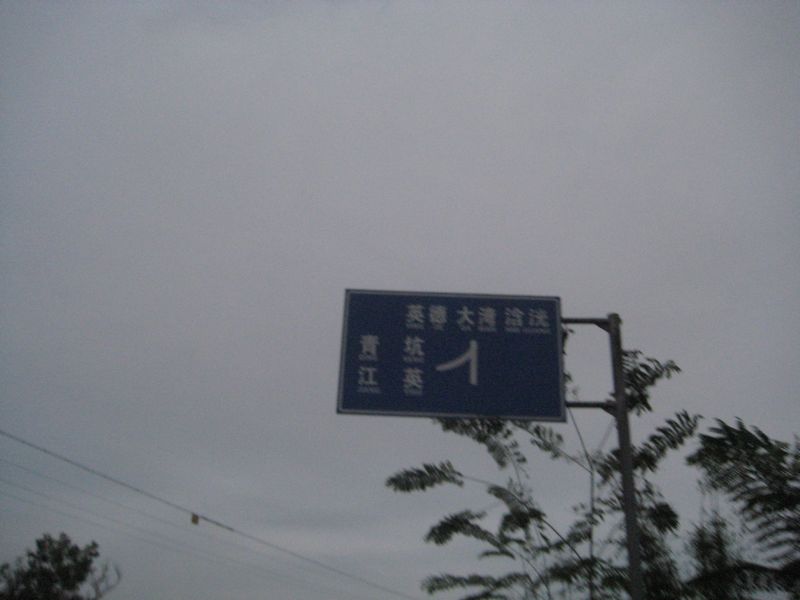 英德 大湾 浛洸
青 坑
江 英